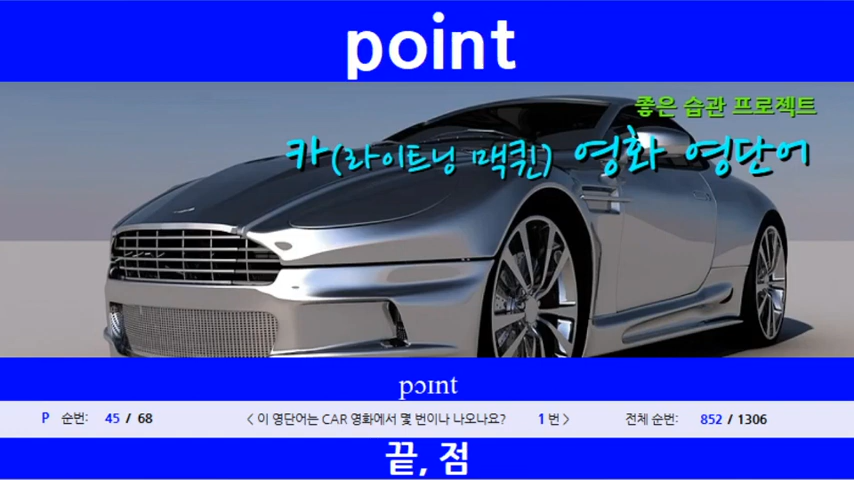 point
좋은 습관 프로젝트
카(라이트닝 맥퀸) 영화 영단어
pɔɪnt
P 순번: 45 / 68 < 이 영단어는 CAR 영화에서 몇 번이나 나오나요? 1 번 > 전체 순번: 852 / 1306
끝, 점